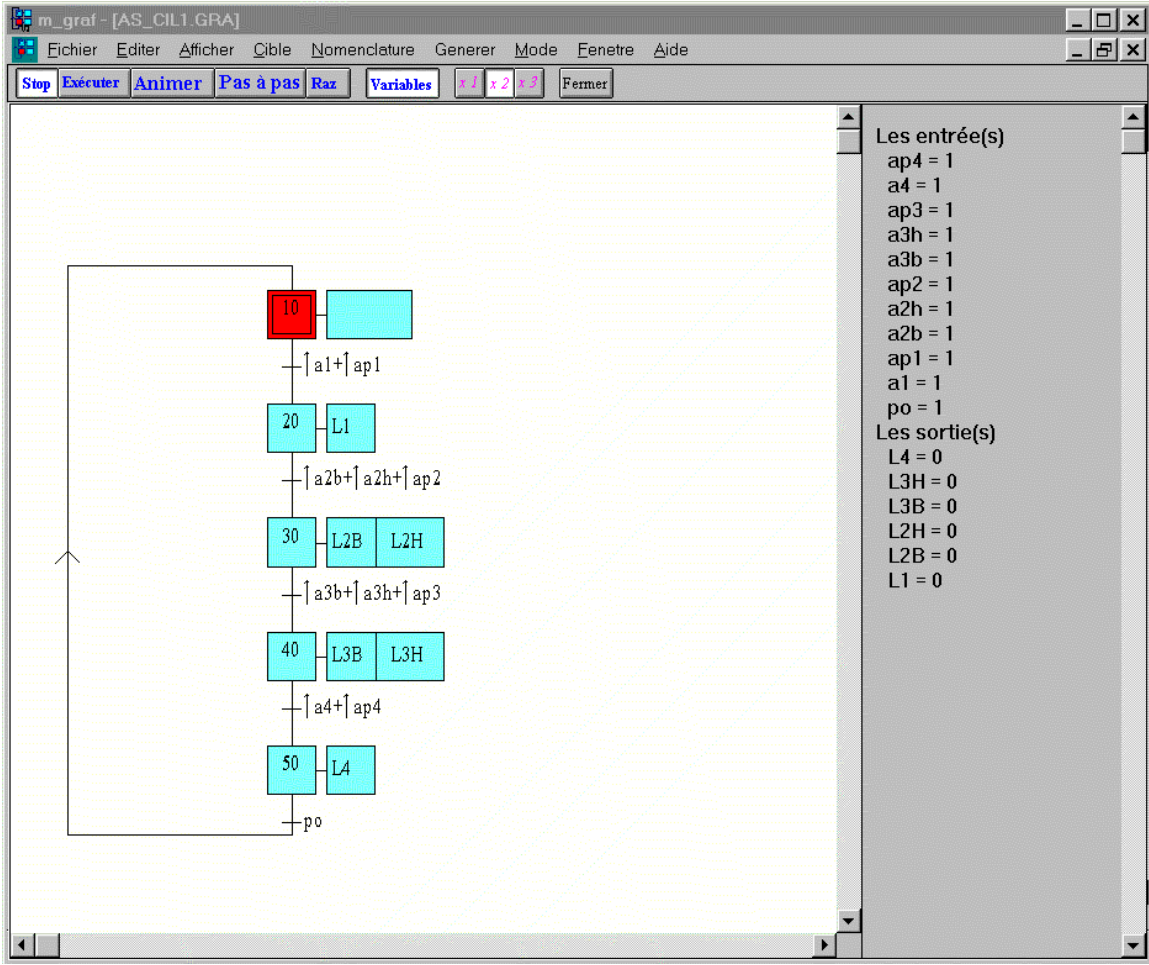 m_graf - [AS_CIL1.GRA]
Fichier Editer Afficher Cible Nomenclature Generer Mode Fenetre Aide
Stop Exécuter Animer Pas à pas Raz Variables x 1 x 2 x 3 Fermer
10
↑a1+↑ap1
20 L1
↑a2b+↑a2h+↑ap2
30 L2B L2H
↑a3b+↑a3h+↑ap3
40 L3B L3H
↑a4+↑ap4
50 L4
po
Les entrée(s)
ap4 = 1
a4 = 1
ap3 = 1
a3h = 1
a3b = 1
ap2 = 1
a2h = 1
a2b = 1
ap1 = 1
a1 = 1
po = 1
Les sortie(s)
L4 = 0
L3H = 0
L3B = 0
L2H = 0
L2B = 0
L1 = 0